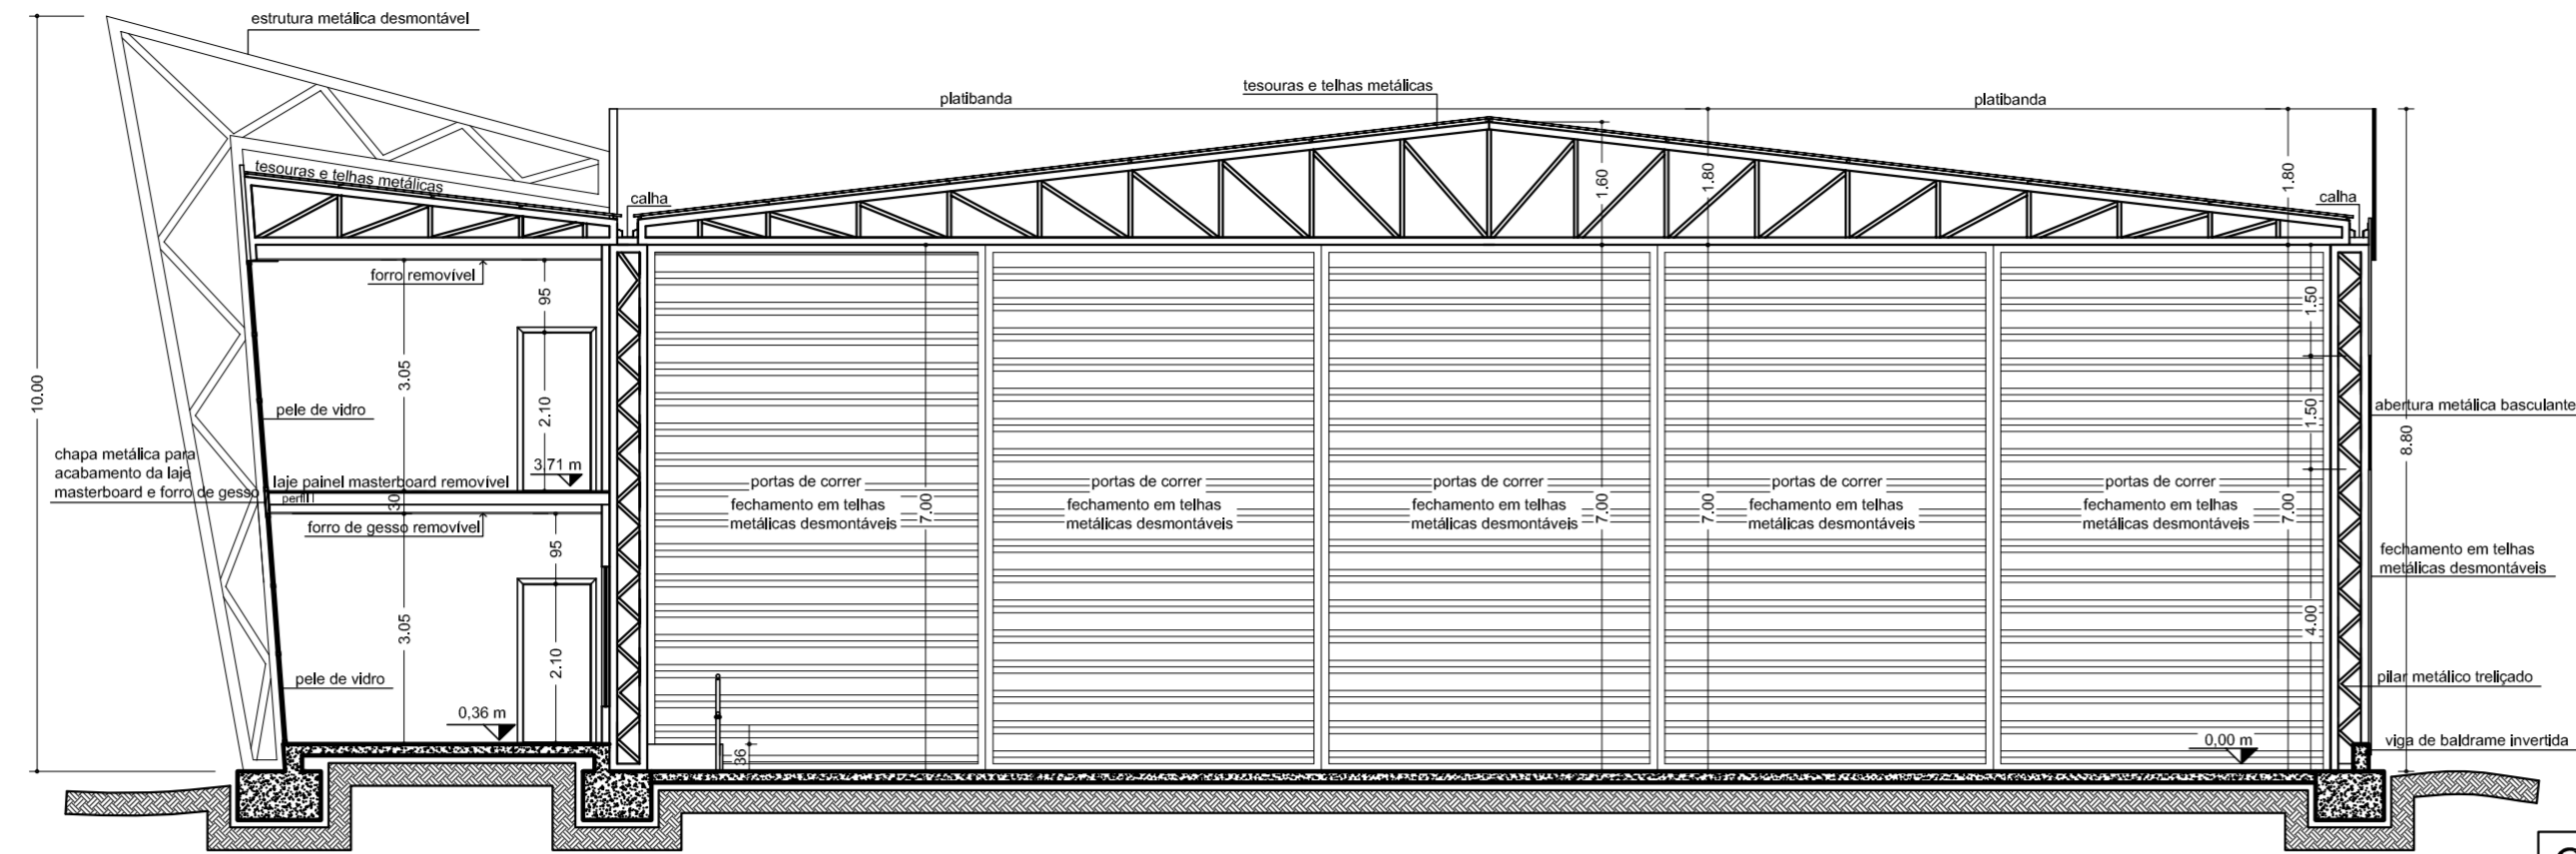 estrutura metálica desmontável
tesouras e telhas metálicas
platibanda
platibanda
tesouras e telhas metálicas
calha
calha
1.60
1.80
1.80
forro removível
95
3.05
2.10
10.00
pele de vidro
chapa metálica para
acabamento da laje
masterboard e forro de gesso
laje painel masterboard removível
3,71 m
perfil I
30
forro de gesso removível
95
3.05
2.10
pele de vidro
0,36 m
36
portas de correr
fechamento em telhas
metálicas desmontáveis
7.00
portas de correr
fechamento em telhas
metálicas desmontáveis
portas de correr
fechamento em telhas
metálicas desmontáveis
7.00
7.00
portas de correr
fechamento em telhas
metálicas desmontáveis
portas de correr
fechamento em telhas
metálicas desmontáveis
7.00
1.50
1.50
4.00
8.80
abertura metálica basculante
fechamento em telhas
metálicas desmontáveis
pilar metálico treliçado
0,00 m
viga de baldrame invertida